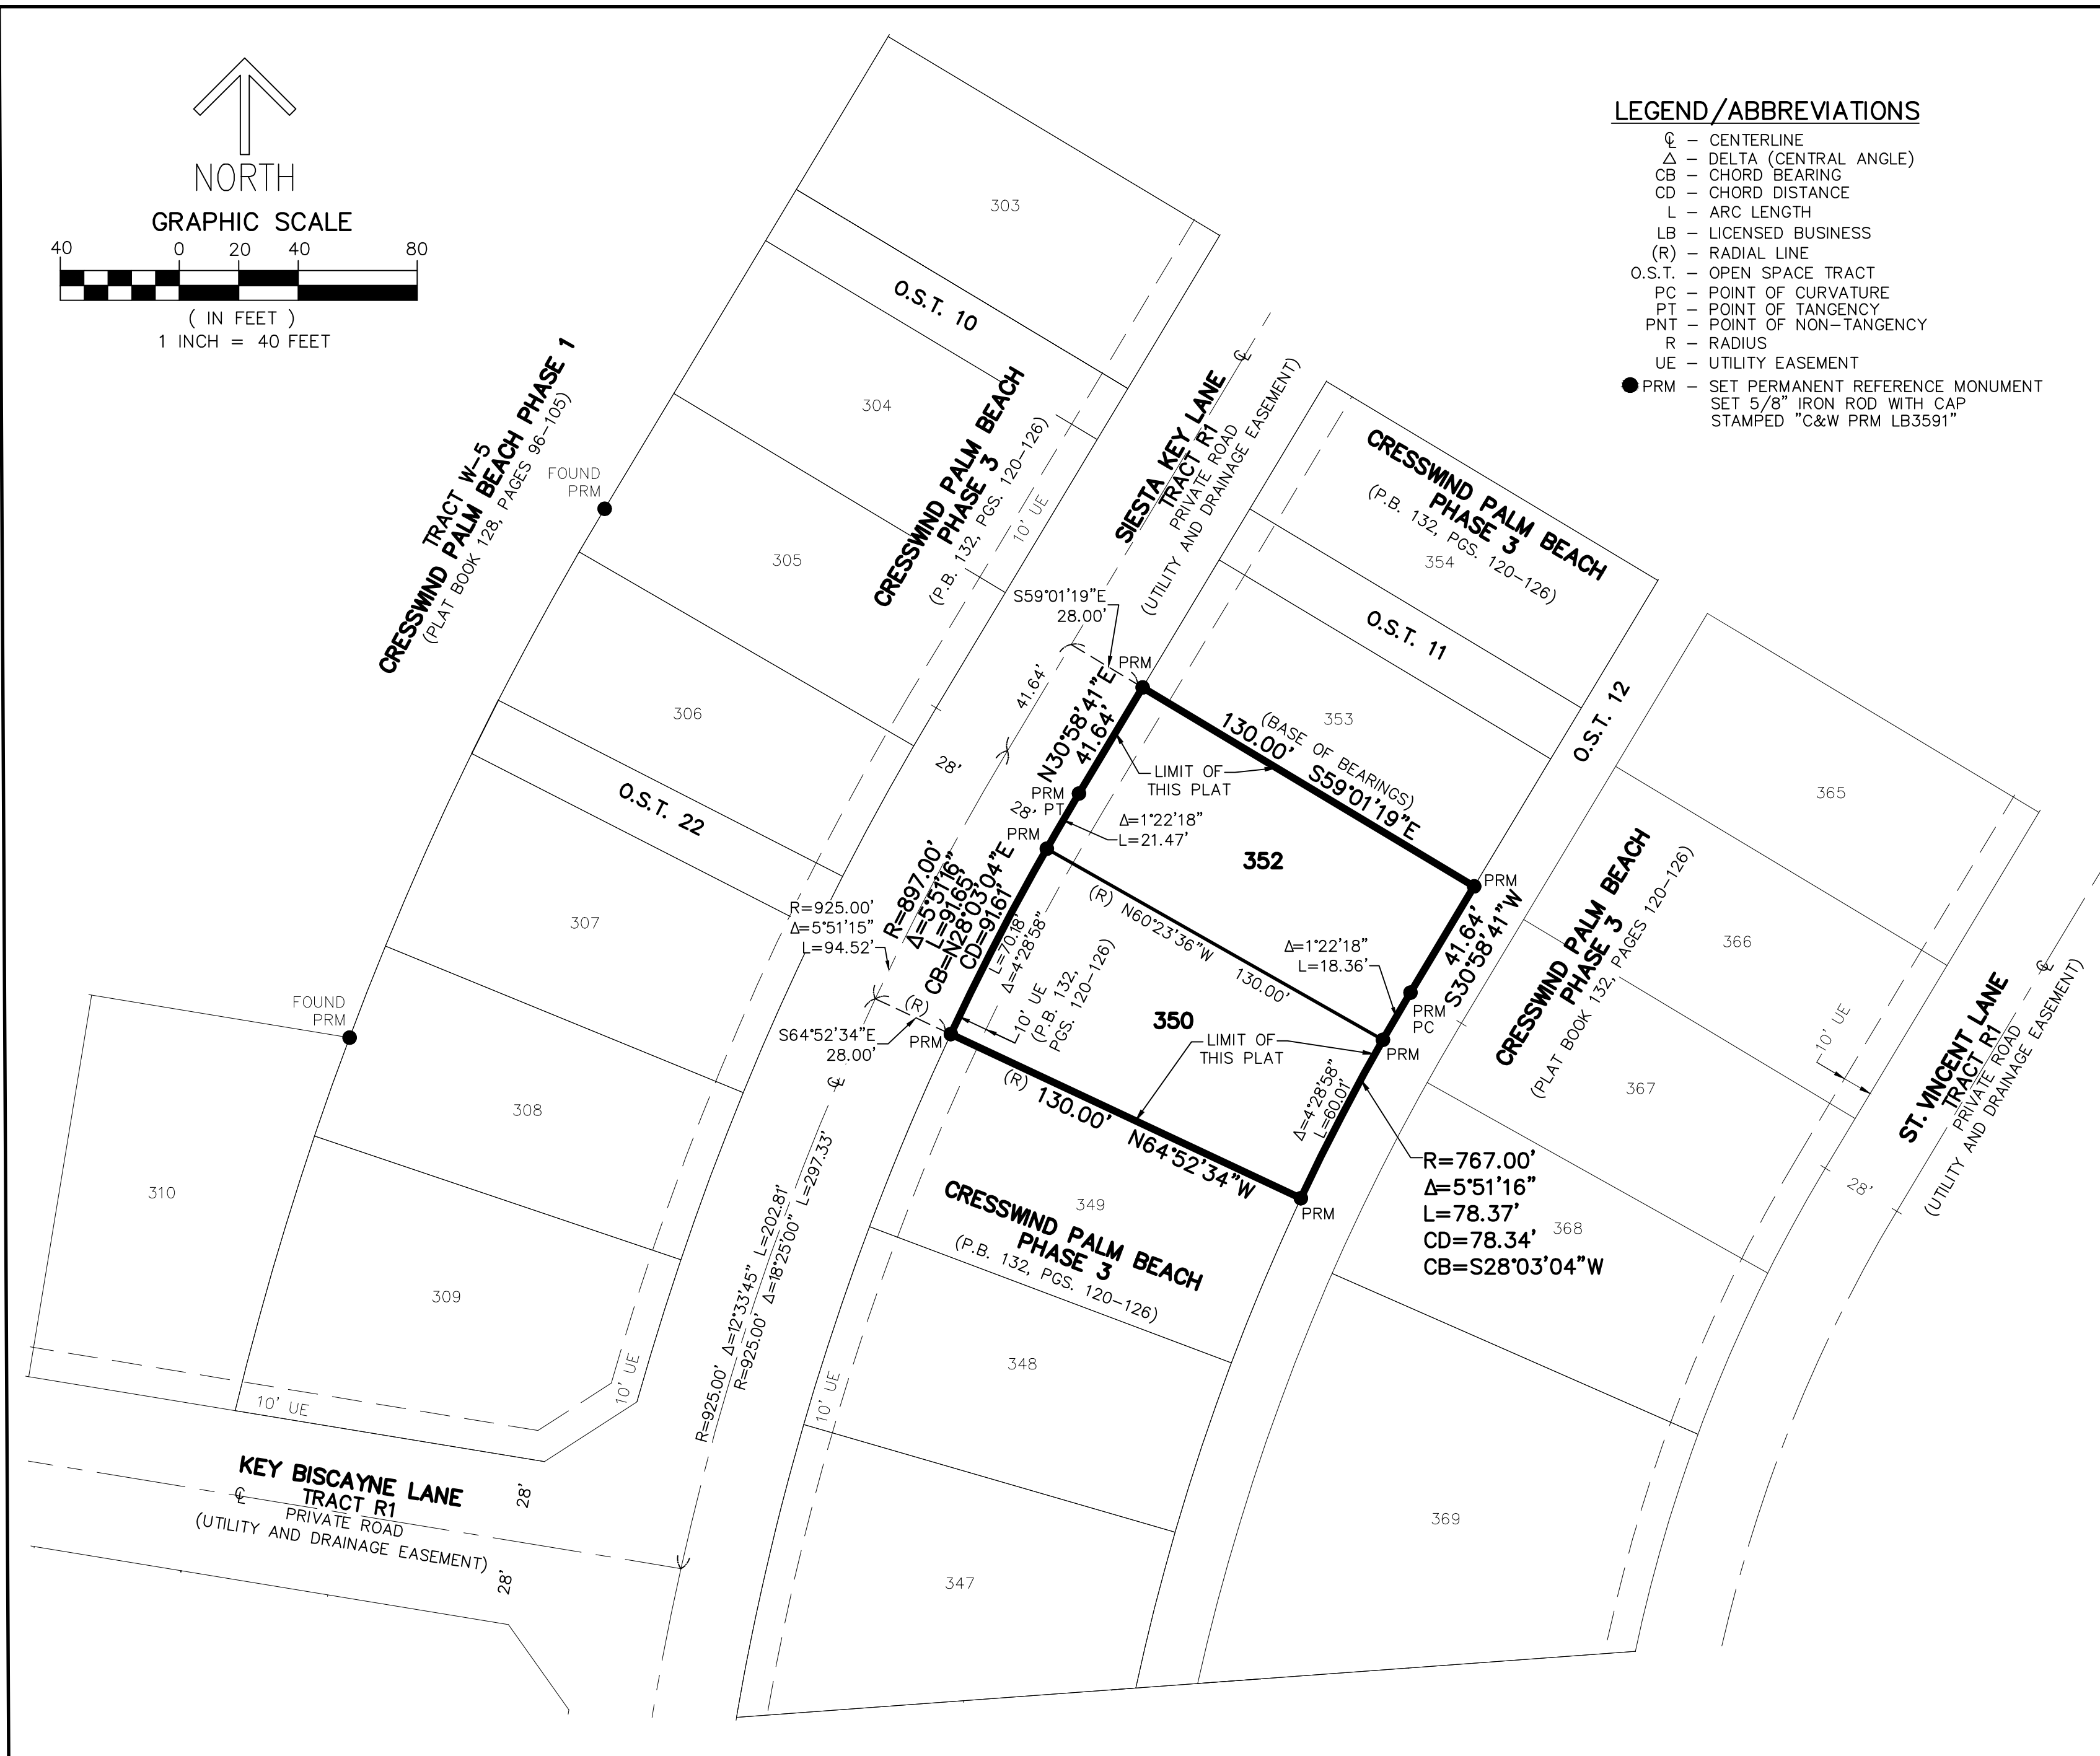 NORTH
GRAPHIC SCALE
40 0 20 40 80
( IN FEET )
1 INCH = 40 FEET
LEGEND/ABBREVIATIONS
℄ – CENTERLINE
Δ – DELTA (CENTRAL ANGLE)
CB – CHORD BEARING
CD – CHORD DISTANCE
L – ARC LENGTH
LB – LICENSED BUSINESS
(R) – RADIAL LINE
O.S.T. – OPEN SPACE TRACT
PC – POINT OF CURVATURE
PT – POINT OF TANGENCY
PNT – POINT OF NON–TANGENCY
R – RADIUS
UE – UTILITY EASEMENT
PRM – SET PERMANENT REFERENCE MONUMENT
SET 5/8" IRON ROD WITH CAP
STAMPED "C&W PRM LB3591"
TRACT W–5
CRESSWIND PALM BEACH PHASE 1
(PLAT BOOK 128, PAGES 96–105)
FOUND
PRM
FOUND
PRM
303
O.S.T. 10
304
305
306
O.S.T. 22
307
308
309
310
CRESSWIND PALM BEACH
PHASE 3
(P.B. 132, PGS. 120–126)
10' UE
SIESTA KEY LANE
TRACT R1
PRIVATE ROAD
(UTILITY AND DRAINAGE EASEMENT)
℄
CRESSWIND PALM BEACH
PHASE 3
(P.B. 132, PGS. 120–126)
354
O.S.T. 11
353
O.S.T. 12
S59°01'19"E
28.00'
PRM
41.64'
N30°58'41"E
41.64'
28'
28'
PRM
PT
PRM
LIMIT OF
THIS PLAT
(BASE OF BEARINGS)
130.00' S59°01'19"E
Δ=1°22'18"
L=21.47'
352
PRM
41.64'
S30°58'41"W
Δ=1°22'18"
L=18.36'
PRM
PC
PRM
(R) N60°23'36"W 130.00'
R=897.00'
Δ=5°51'16"
L=91.65'
CB=N28°03'04"E
CD=91.61'
L=70.18'
Δ=4°28'58"
R=925.00'
Δ=5°51'15"
L=94.52'
(R)
S64°52'34"E
28.00'
PRM
10' UE
(P.B. 132,
PGS. 120–126)
350
LIMIT OF
THIS PLAT
(R) 130.00' N64°52'34"W
Δ=4°28'58"
L=60.01'
PRM
R=767.00'
Δ=5°51'16"
L=78.37'
CD=78.34'
CB=S28°03'04"W
CRESSWIND PALM BEACH
PHASE 3
(PLAT BOOK 132, PAGES 120–126)
365
366
367
368
369
10' UE
28'
ST. VINCENT LANE
TRACT R1
PRIVATE ROAD
(UTILITY AND DRAINAGE EASEMENT)
℄
349
CRESSWIND PALM BEACH
PHASE 3
(P.B. 132, PGS. 120–126)
348
347
10' UE
℄
R=925.00' Δ=12°33'45" L=202.81'
R=925.00' Δ=18°25'00" L=297.33'
10' UE
10' UE
KEY BISCAYNE LANE
TRACT R1
℄
PRIVATE ROAD
(UTILITY AND DRAINAGE EASEMENT)
28'
28'